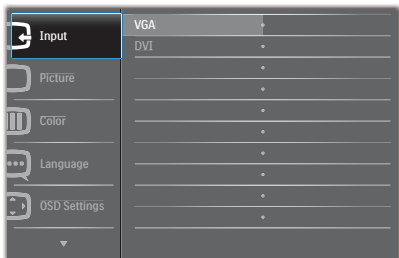 Input
VGA
DVI
Picture
Color
Language
OSD Settings